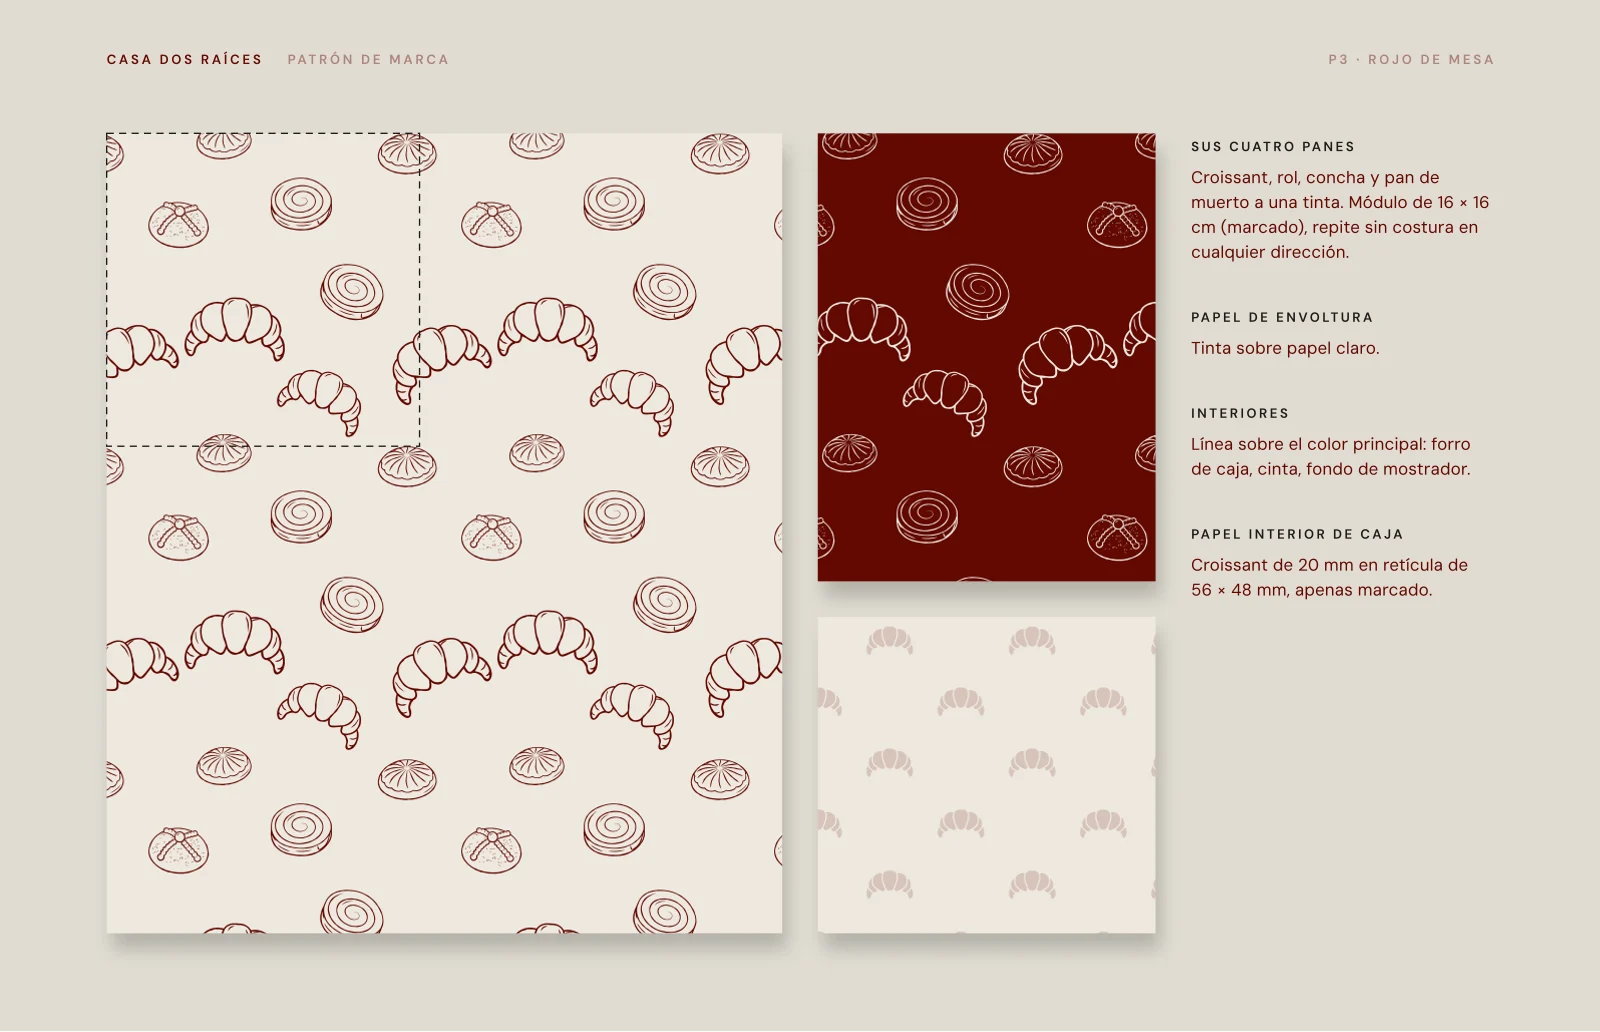 CASA DOS RAÍCES PATRÓN DE MARCA
P3 · ROJO DE MESA
SUS CUATRO PANES
Croissant, rol, concha y pan de
muerto a una tinta. Módulo de 16 × 16
cm (marcado), repite sin costura en
cualquier dirección.
PAPEL DE ENVOLTURA
Tinta sobre papel claro.
INTERIORES
Línea sobre el color principal: forro
de caja, cinta, fondo de mostrador.
PAPEL INTERIOR DE CAJA
Croissant de 20 mm en retícula de
56 × 48 mm, apenas marcado.